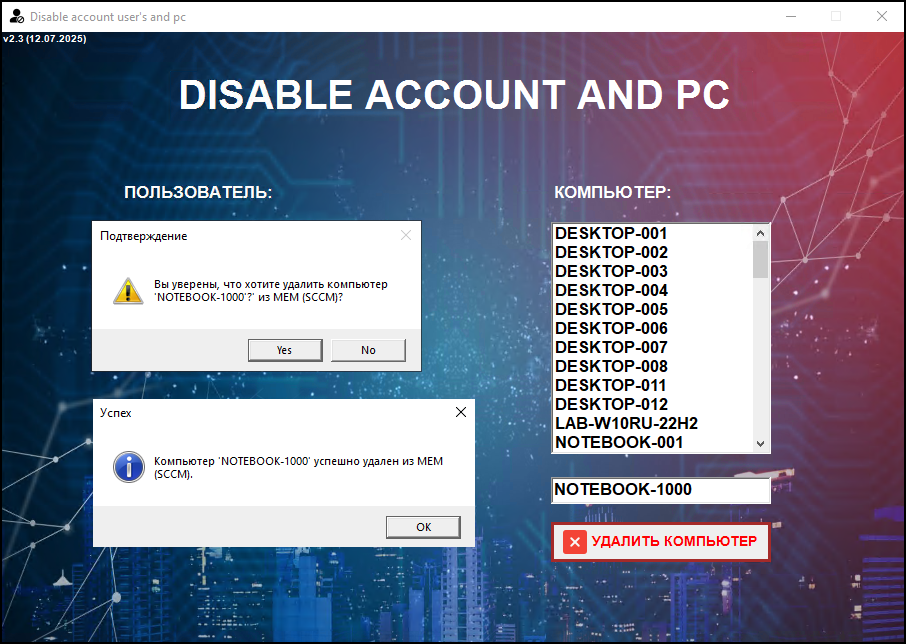 Disable account user's and pc
v2.3 (12.07.2025)
DISABLE ACCOUNT AND PC
ПОЛЬЗОВАТЕЛЬ:
Подтверждение
Вы уверены, что хотите удалить компьютер
'NOTEBOOK-1000'?' из MEM (SCCM)?
Yes
No
Успех
Компьютер 'NOTEBOOK-1000' успешно удален из MEM
(SCCM).
OK
КОМПЬЮТЕР:
DESKTOP-001
DESKTOP-002
DESKTOP-003
DESKTOP-004
DESKTOP-005
DESKTOP-006
DESKTOP-007
DESKTOP-008
DESKTOP-011
DESKTOP-012
LAB-W10RU-22H2
NOTEBOOK-001
NOTEBOOK-1000
УДАЛИТЬ КОМПЬЮТЕР